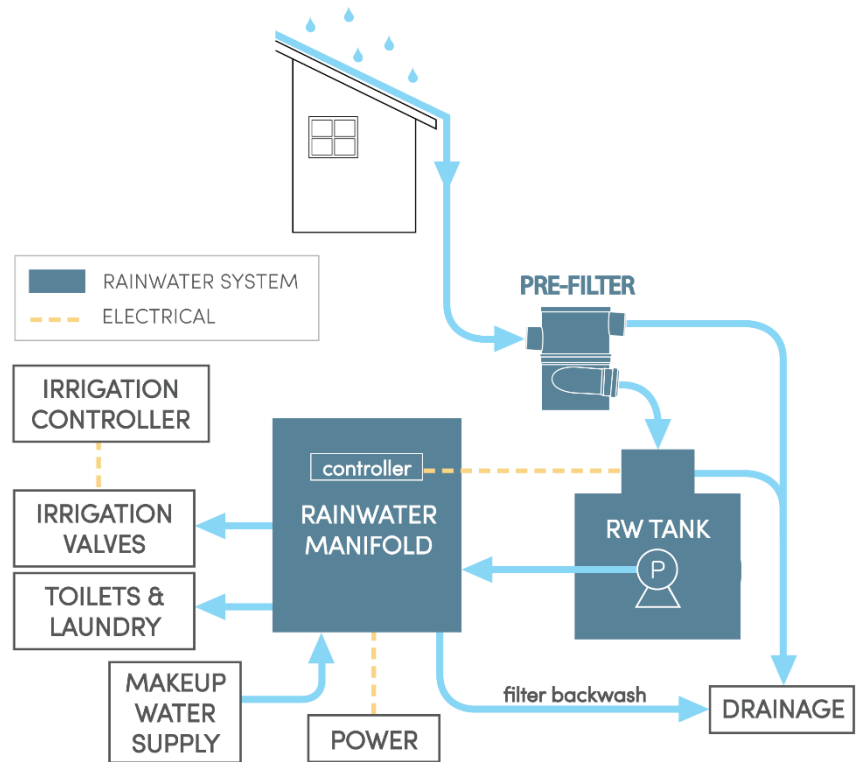 RAINWATER SYSTEM
ELECTRICAL
PRE-FILTER
IRRIGATION
CONTROLLER
controller
RAINWATER
MANIFOLD
IRRIGATION
VALVES
RW TANK
P
TOILETS &
LAUNDRY
MAKEUP
WATER
SUPPLY
POWER
filter backwash
DRAINAGE